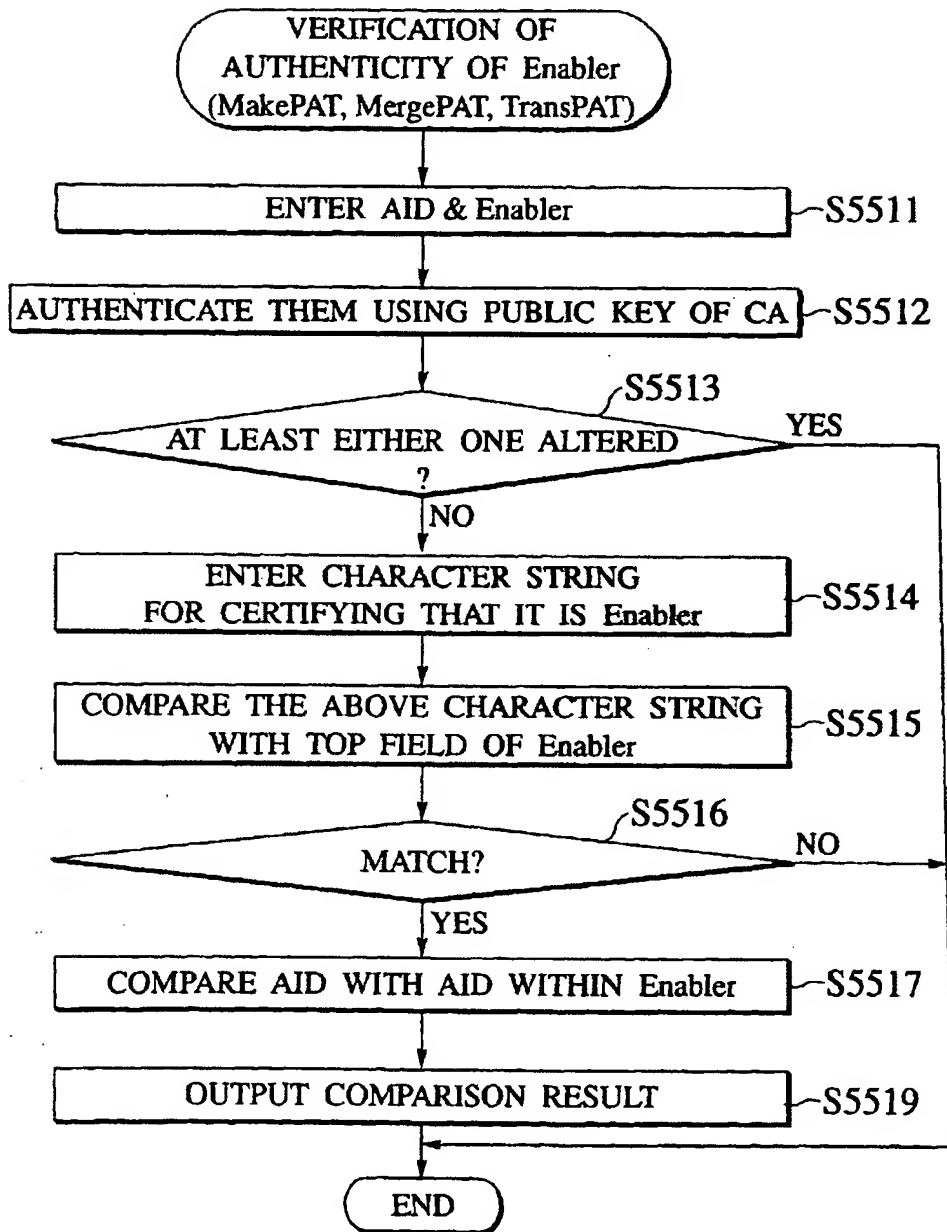 VERIFICATION OF
AUTHENTICITY OF Enabler
(MakePAT, MergePAT, TransPAT)
ENTER AID & Enabler
S5511
AUTHENTICATE THEM USING PUBLIC KEY OF CA
S5512
S5513
AT LEAST EITHER ONE ALTERED
?
YES
NO
ENTER CHARACTER STRING
FOR CERTIFYING THAT IT IS Enabler
S5514
COMPARE THE ABOVE CHARACTER STRING
WITH TOP FIELD OF Enabler
S5515
S5516
MATCH?
NO
YES
COMPARE AID WITH AID WITHIN Enabler
S5517
OUTPUT COMPARISON RESULT
S5519
END